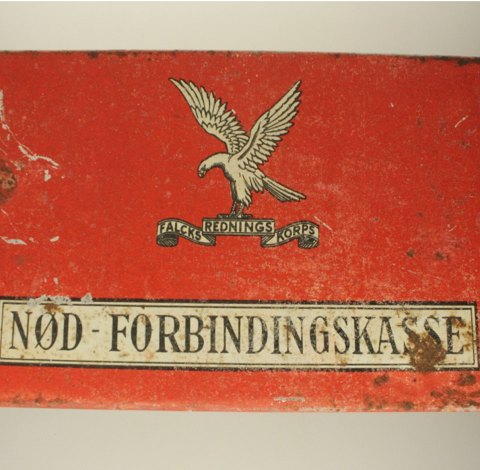 FALCKS REDNINGS KORPS
NØD - FORBINDINGSKASSE